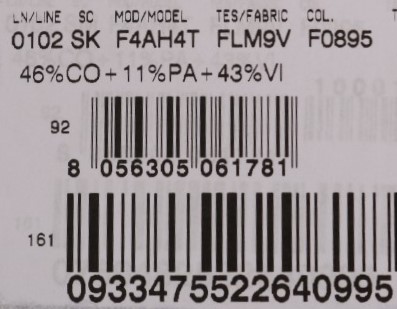 LN/LINE SC MOD/MODEL TES/FABRIC COL.
0102 SK F4AH4T FLM9V F0895
46%CO+11%PA+43%VI
92
8 056305 061781
161
0933475522640995